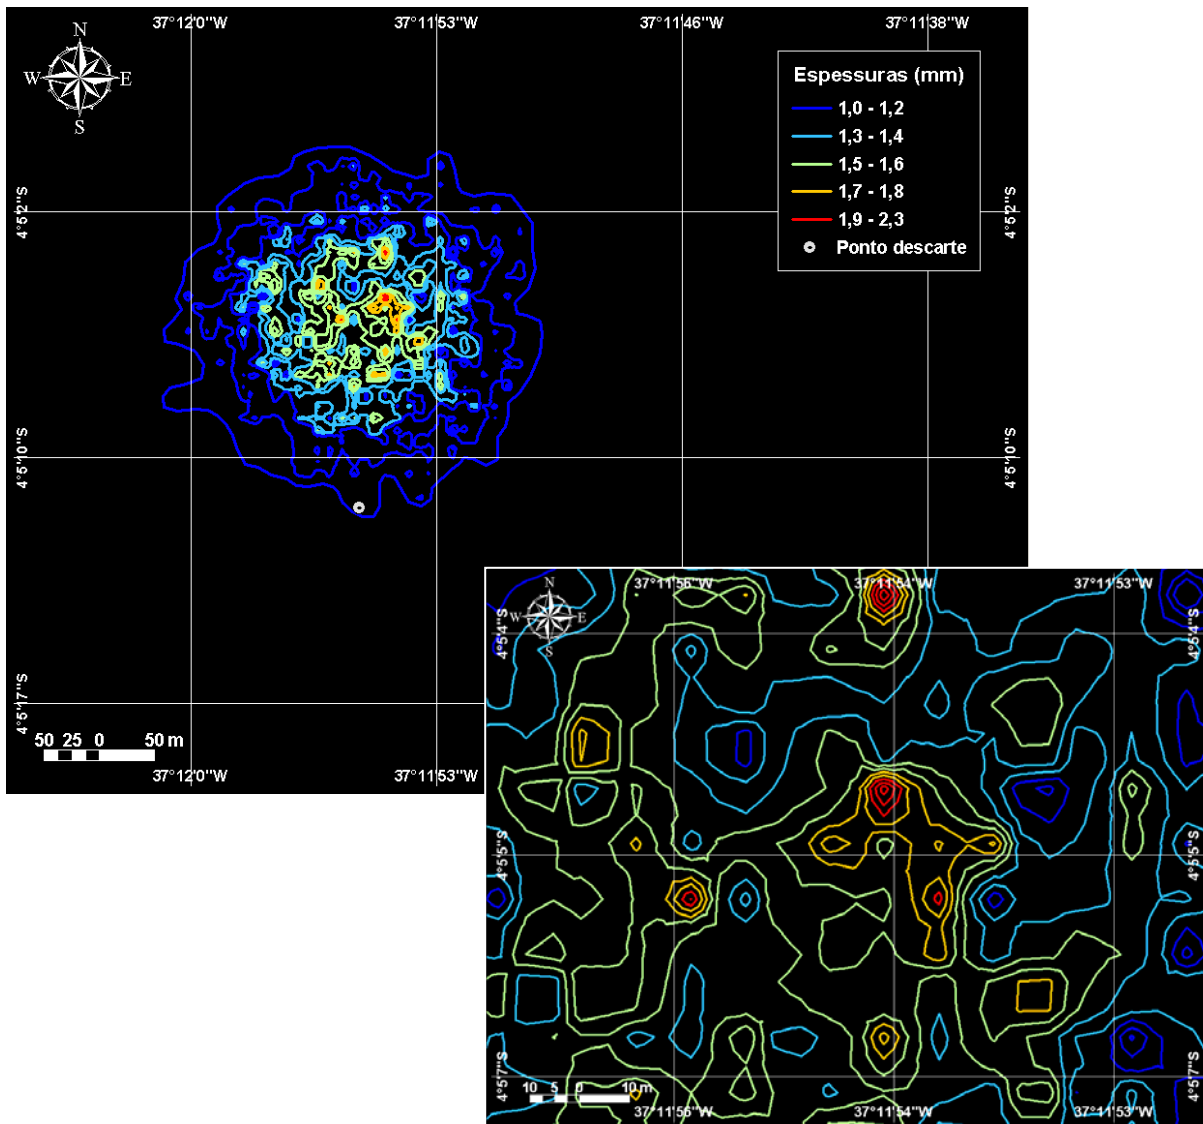 37°12'0"W 37°11'53"W 37°11'46"W 37°11'38"W
N
W E
S
Espessuras (mm)
1,0 - 1,2
1,3 - 1,4
1,5 - 1,6
1,7 - 1,8
1,9 - 2,3
Ponto descarte
4°5'2"S 4°5'2"S
4°5'10"S 4°5'10"S
4°5'17"S
50 25 0 50 m
37°12'0"W 37°11'53"W
37°11'56"W 37°11'54"W 37°11'53"W
N
W E
S
4°5'4"S 4°5'4"S
4°5'5"S 4°5'5"S
4°5'7"S 4°5'7"S
10 5 0 10 m
37°11'56"W 37°11'54"W 37°11'53"W